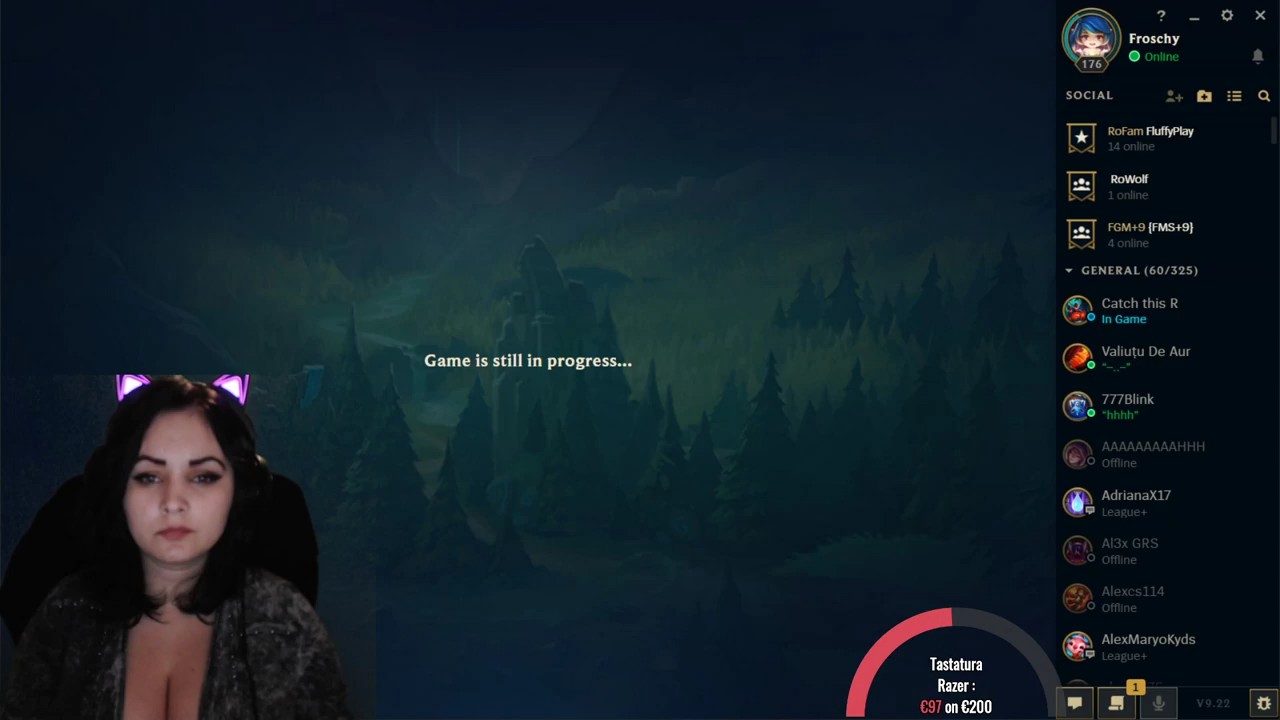 ?
Froschy
Online
176
SOCIAL
RoFam FluffyPlay
14 online
RoWolf
1 online
FGM+9 {FMS+9}
4 online
GENERAL (60/325)
Catch this R
In Game
Valiuțu De Aur
"~..~"
777Blink
"hhhh"
AAAAAAAAAHHH
Offline
AdrianaX17
League+
Al3x GRS
Offline
Alexcs114
Offline
AlexMaryoKyds
League+
1
V9.22
Game is still in progress...
Tastatura
Razer :
€97 on €200